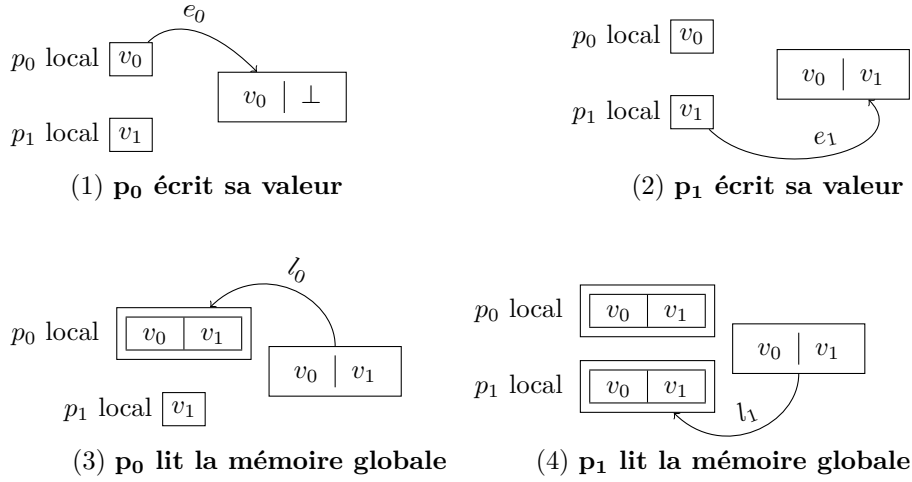 e₀
p₀ local v₀
v₀ ⊥
p₁ local v₁
(1) p₀ écrit sa valeur
p₀ local v₀
v₀ v₁
p₁ local v₁
e₁
(2) p₁ écrit sa valeur
l₀
p₀ local v₀ v₁
v₀ v₁
p₁ local v₁
(3) p₀ lit la mémoire globale
p₀ local v₀ v₁
v₀ v₁
p₁ local v₀ v₁
l₁
(4) p₁ lit la mémoire globale